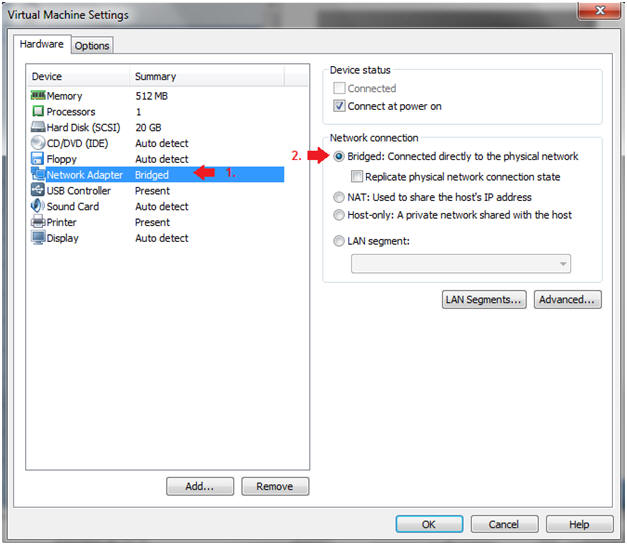 Virtual Machine Settings
Hardware
Options
Device Summary
Memory 512 MB
Processors 1
Hard Disk (SCSI) 20 GB
CD/DVD (IDE) Auto detect
Floppy Auto detect
Network Adapter Bridged 1.
USB Controller Present
Sound Card Auto detect
Printer Present
Display Auto detect
Add...
Remove
Device status
Connected
Connect at power on
Network connection
2. Bridged: Connected directly to the physical network
Replicate physical network connection state
NAT: Used to share the host's IP address
Host-only: A private network shared with the host
LAN segment:
LAN Segments...
Advanced...
OK
Cancel
Help